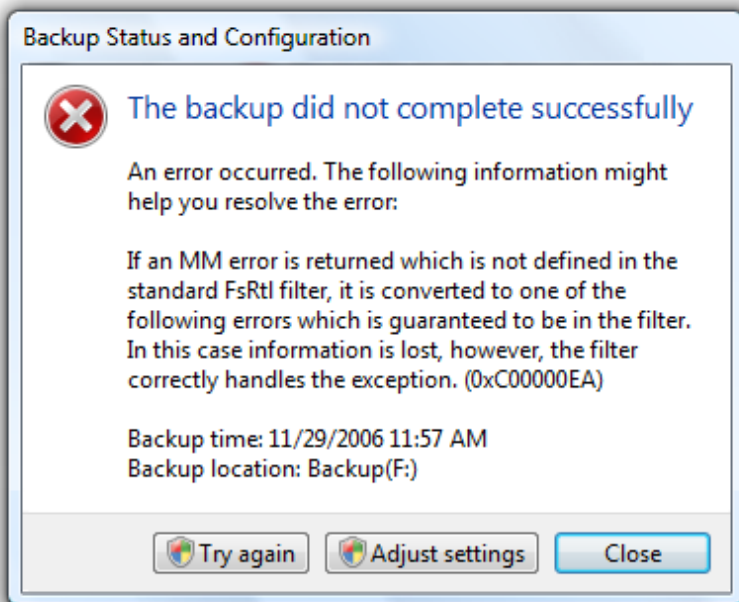 Backup Status and Configuration
The backup did not complete successfully
An error occurred. The following information might
help you resolve the error:
If an MM error is returned which is not defined in the
standard FsRtl filter, it is converted to one of the
following errors which is guaranteed to be in the filter.
In this case information is lost, however, the filter
correctly handles the exception. (0xC00000EA)
Backup time: 11/29/2006 11:57 AM
Backup location: Backup(F:)
Try again
Adjust settings
Close